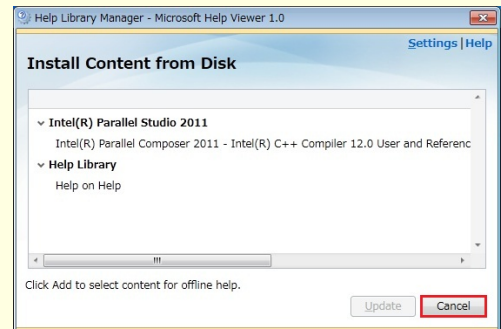 Help Library Manager - Microsoft Help Viewer 1.0
Settings | Help
Install Content from Disk
Intel(R) Parallel Studio 2011
Intel(R) Parallel Composer 2011 - Intel(R) C++ Compiler 12.0 User and Referenc
Help Library
Help on Help
Click Add to select content for offline help.
Update Cancel